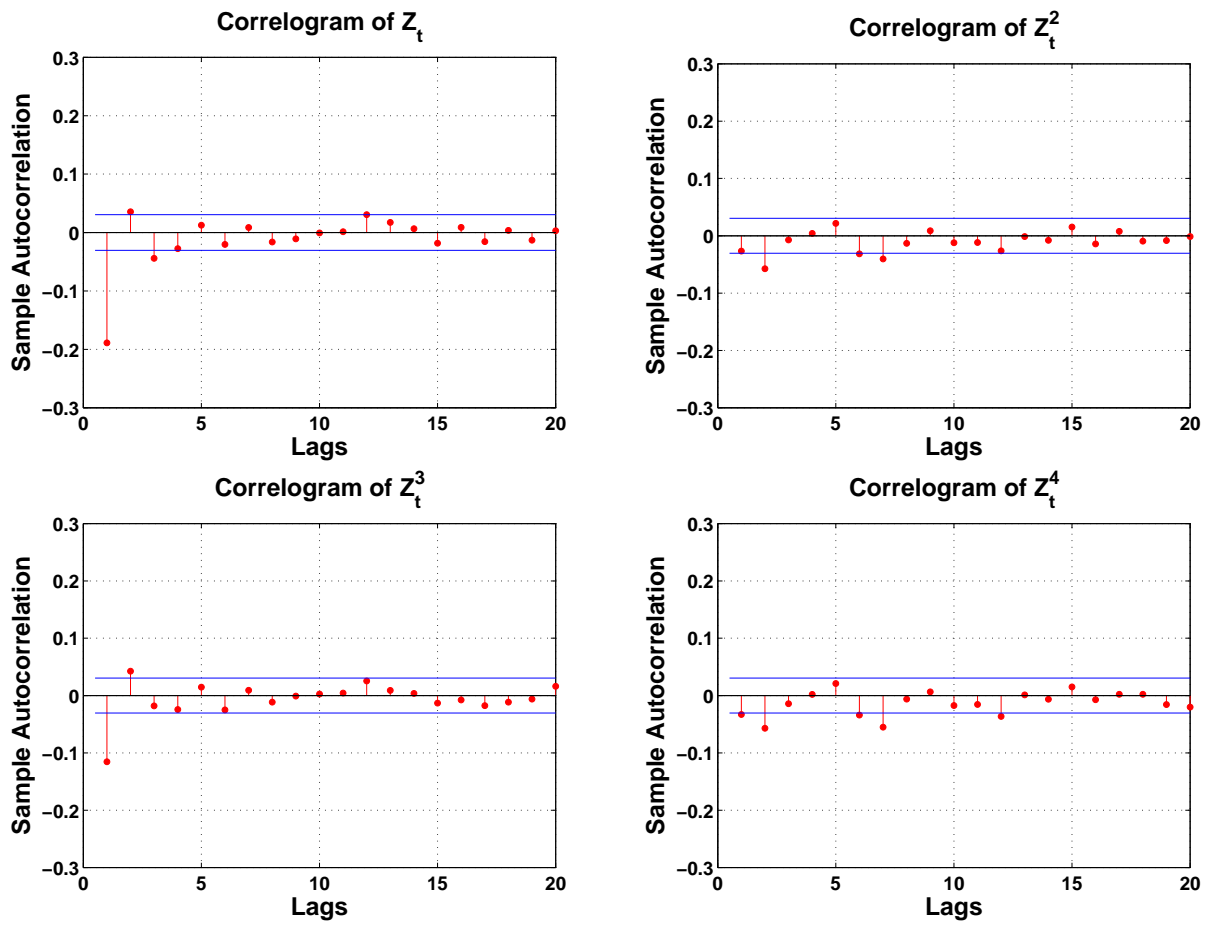 Correlogram of Z_t
0.3
0.2
0.1
0
−0.1
−0.2
−0.3
Sample Autocorrelation
0 5 10 15 20
Lags
Correlogram of Z_t^2
0.3
0.2
0.1
0
−0.1
−0.2
−0.3
Sample Autocorrelation
0 5 10 15 20
Lags
Correlogram of Z_t^3
0.3
0.2
0.1
0
−0.1
−0.2
−0.3
Sample Autocorrelation
0 5 10 15 20
Lags
Correlogram of Z_t^4
0.3
0.2
0.1
0
−0.1
−0.2
−0.3
Sample Autocorrelation
0 5 10 15 20
Lags